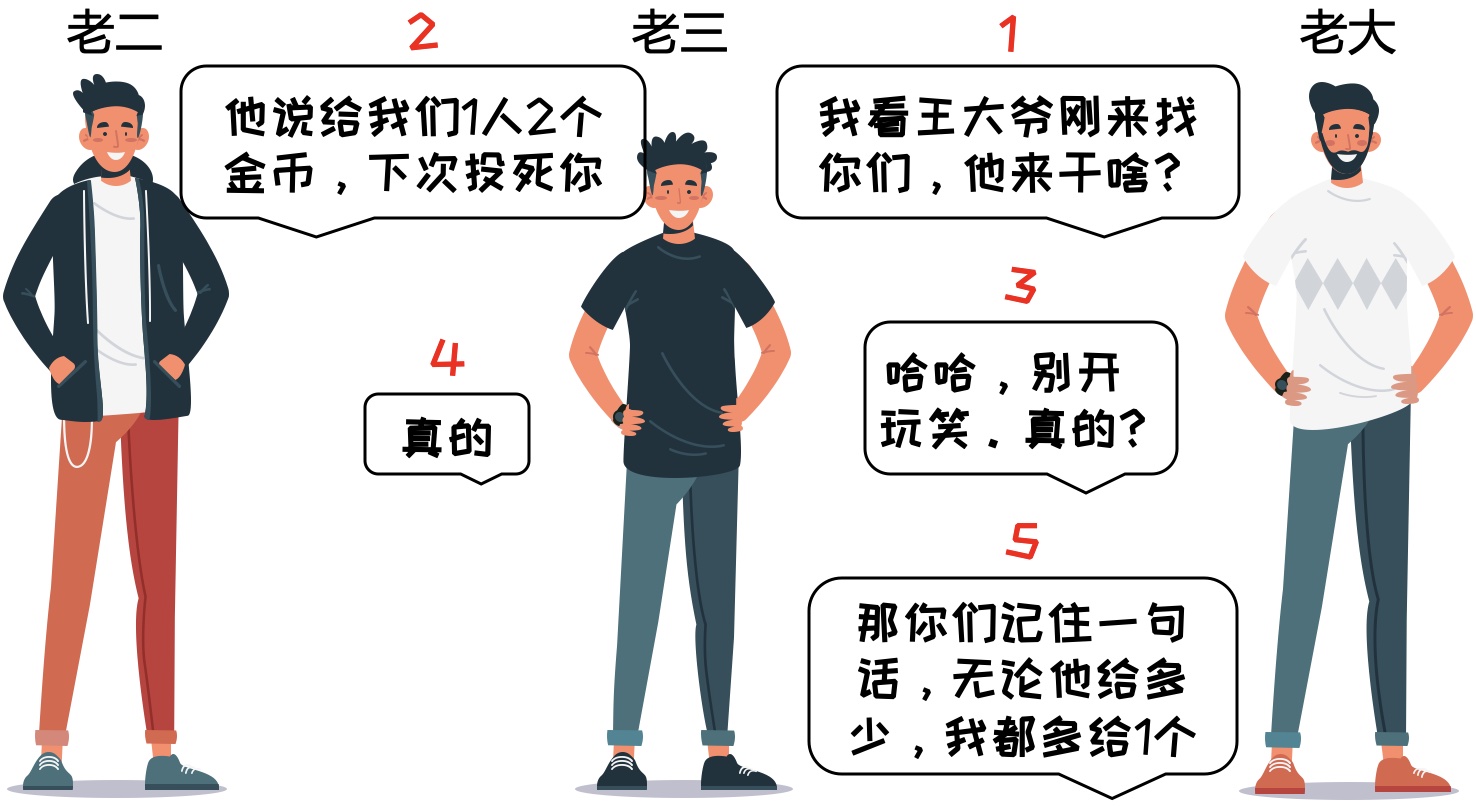 老二
老三
老大
1
我看王大爷刚来找
你们，他来干啥？
2
他说给我们1人2个
金币，下次投死你
3
哈哈，别开
玩笑。真的？
4
真的
5
那你们记住一句
话，无论他给多
少，我都多给1个